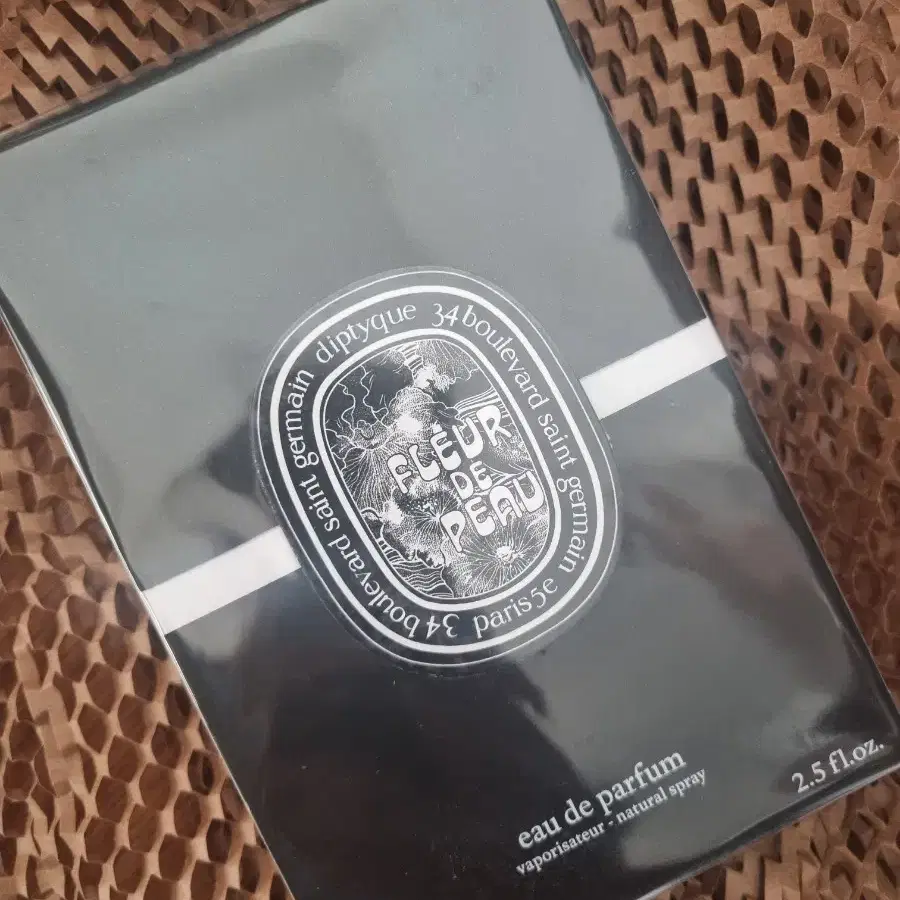 34 boulevard saint germain diptyque 34 boulevard saint germain paris 5e
FLEUR
DE
PEAU
eau de parfum
vaporisateur - natural spray
2.5 fl.oz.